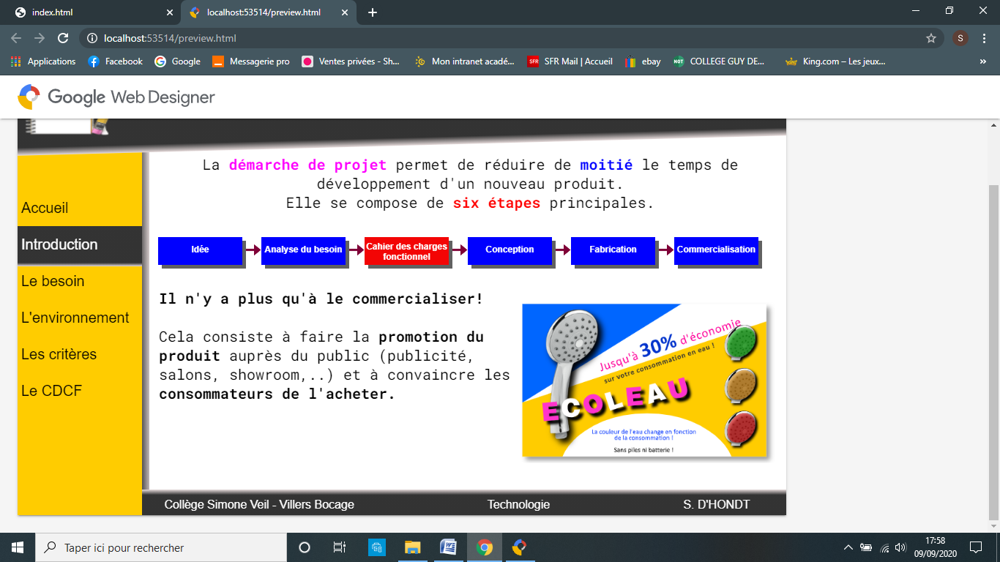 index.html
localhost:53514/preview.html
localhost:53514/preview.html
S
Applications
Facebook
Google
Messagerie pro
Ventes privées - Sh...
Mon intranet acadé...
SFR
SFR Mail | Accueil
ebay
NOT
COLLEGE GUY DE...
King.com – Les jeux...
»
Google Web Designer
La démarche de projet permet de réduire de moitié le temps de
développement d'un nouveau produit.
Elle se compose de six étapes principales.
Accueil
Introduction
Le besoin
L'environnement
Les critères
Le CDCF
Idée
Analyse du besoin
Cahier des charges
fonctionnel
Conception
Fabrication
Commercialisation
Il n'y a plus qu'à le commercialiser!
Cela consiste à faire la promotion du
produit auprès du public (publicité,
salons, showroom,..) et à convaincre les
consommateurs de l'acheter.
Jusqu'à 30% d'économie
sur votre consommation en eau !
ECOLEAU
La couleur de l'eau change en fonction
de la consommation !
Sans piles ni batterie !
Collège Simone Veil - Villers Bocage
Technologie
S. D'HONDT
Taper ici pour rechercher
17:58
09/09/2020